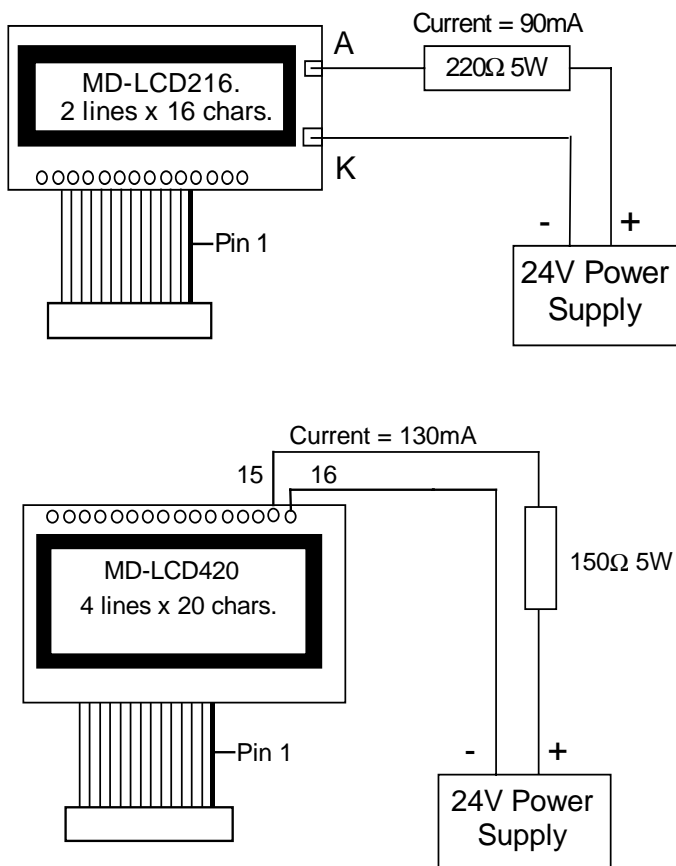 Current = 90mA
A
220Ω 5W
MD-LCD216.
2 lines x 16 chars.
K
Pin 1
- +
24V Power
Supply
Current = 130mA
15 16
MD-LCD420
4 lines x 20 chars.
150Ω 5W
Pin 1
- +
24V Power
Supply